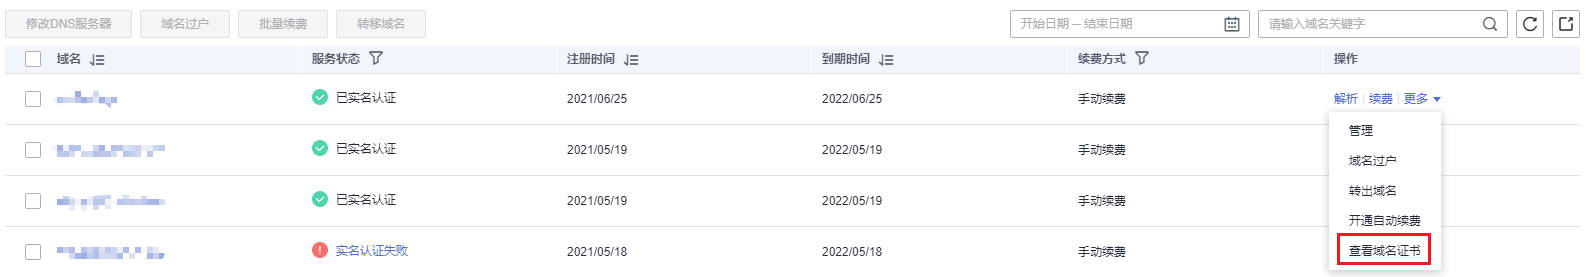 修改DNS服务器 域名过户 批量续费 转移域名 开始日期 – 结束日期 请输入域名关键字
域名 服务状态 注册时间 到期时间 续费方式 操作
已实名认证 2021/06/25 2022/06/25 手动续费 解析 续费 更多
管理
已实名认证 2021/05/19 2022/05/19 手动续费
域名过户
转出域名
已实名认证 2021/05/19 2022/05/19 手动续费
开通自动续费
实名认证失败 2021/05/18 2022/05/18 手动续费 查看域名证书